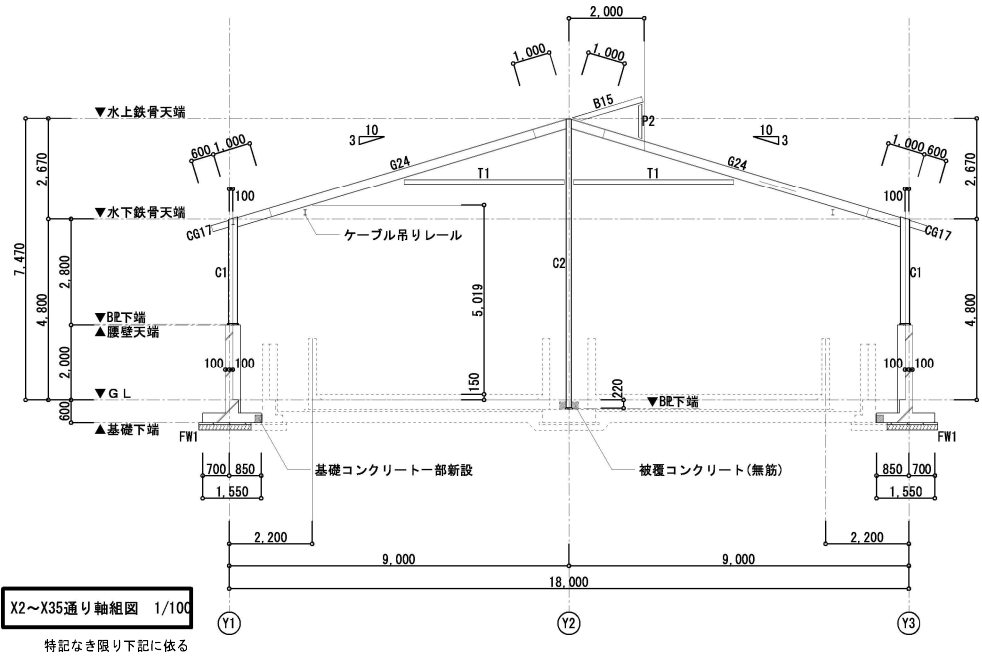 2,000
1,000
1,000
B15
P2
▼水上鉄骨天端
10
3
10
3
600
1,000
1,000
600
G24
G24
T1
T1
2,670
2,670
100
100
▼水下鉄骨天端
CG17
CG17
ケーブル吊りレール
C1
C2
C1
7,470
4,800
2,800
5,019
4,800
▼BPL下端
▲腰壁天端
2,000
100
100
100
100
150
220
▼GL
▼BPL下端
600
▲基礎下端
FW1
FW1
基礎コンクリート一部新設
被覆コンクリート(無筋)
700
850
850
700
1,550
1,550
2,200
2,200
9,000
9,000
18,000
X2～X35通り軸組図 1/100
Y1
Y2
Y3
特記なき限り下記に依る